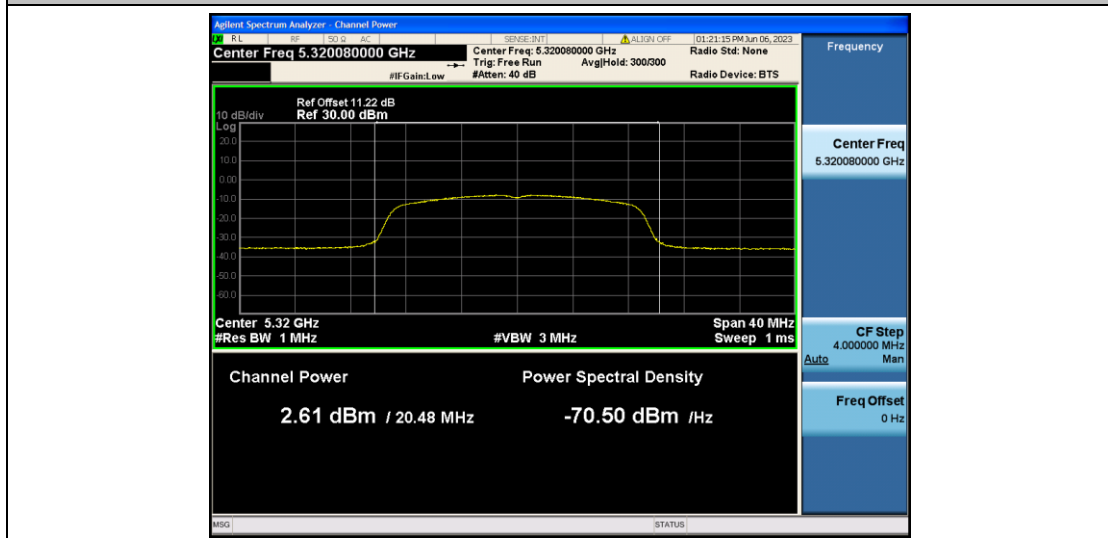 Agilent Spectrum Analyzer - Channel Power
RL RF 50 Ω AC SENSE:INT ALIGN OFF 01:21:15 PM Jun 06, 2023
Center Freq 5.320080000 GHz
Center Freq: 5.320080000 GHz
Radio Std: None
Trig: Free Run Avg|Hold: 300/300
#IFGain:Low #Atten: 40 dB Radio Device: BTS
Ref Offset 11.22 dB
10 dB/div Ref 30.00 dBm
Log
20.0
10.0
0.00
-10.0
-20.0
-30.0
-40.0
-50.0
-60.0
Center 5.32 GHz Span 40 MHz
#Res BW 1 MHz #VBW 3 MHz Sweep 1 ms
Channel Power Power Spectral Density
2.61 dBm / 20.48 MHz -70.50 dBm /Hz
MSG STATUS
Frequency
Center Freq
5.320080000 GHz
CF Step
4.000000 MHz
Auto Man
Freq Offset
0 Hz